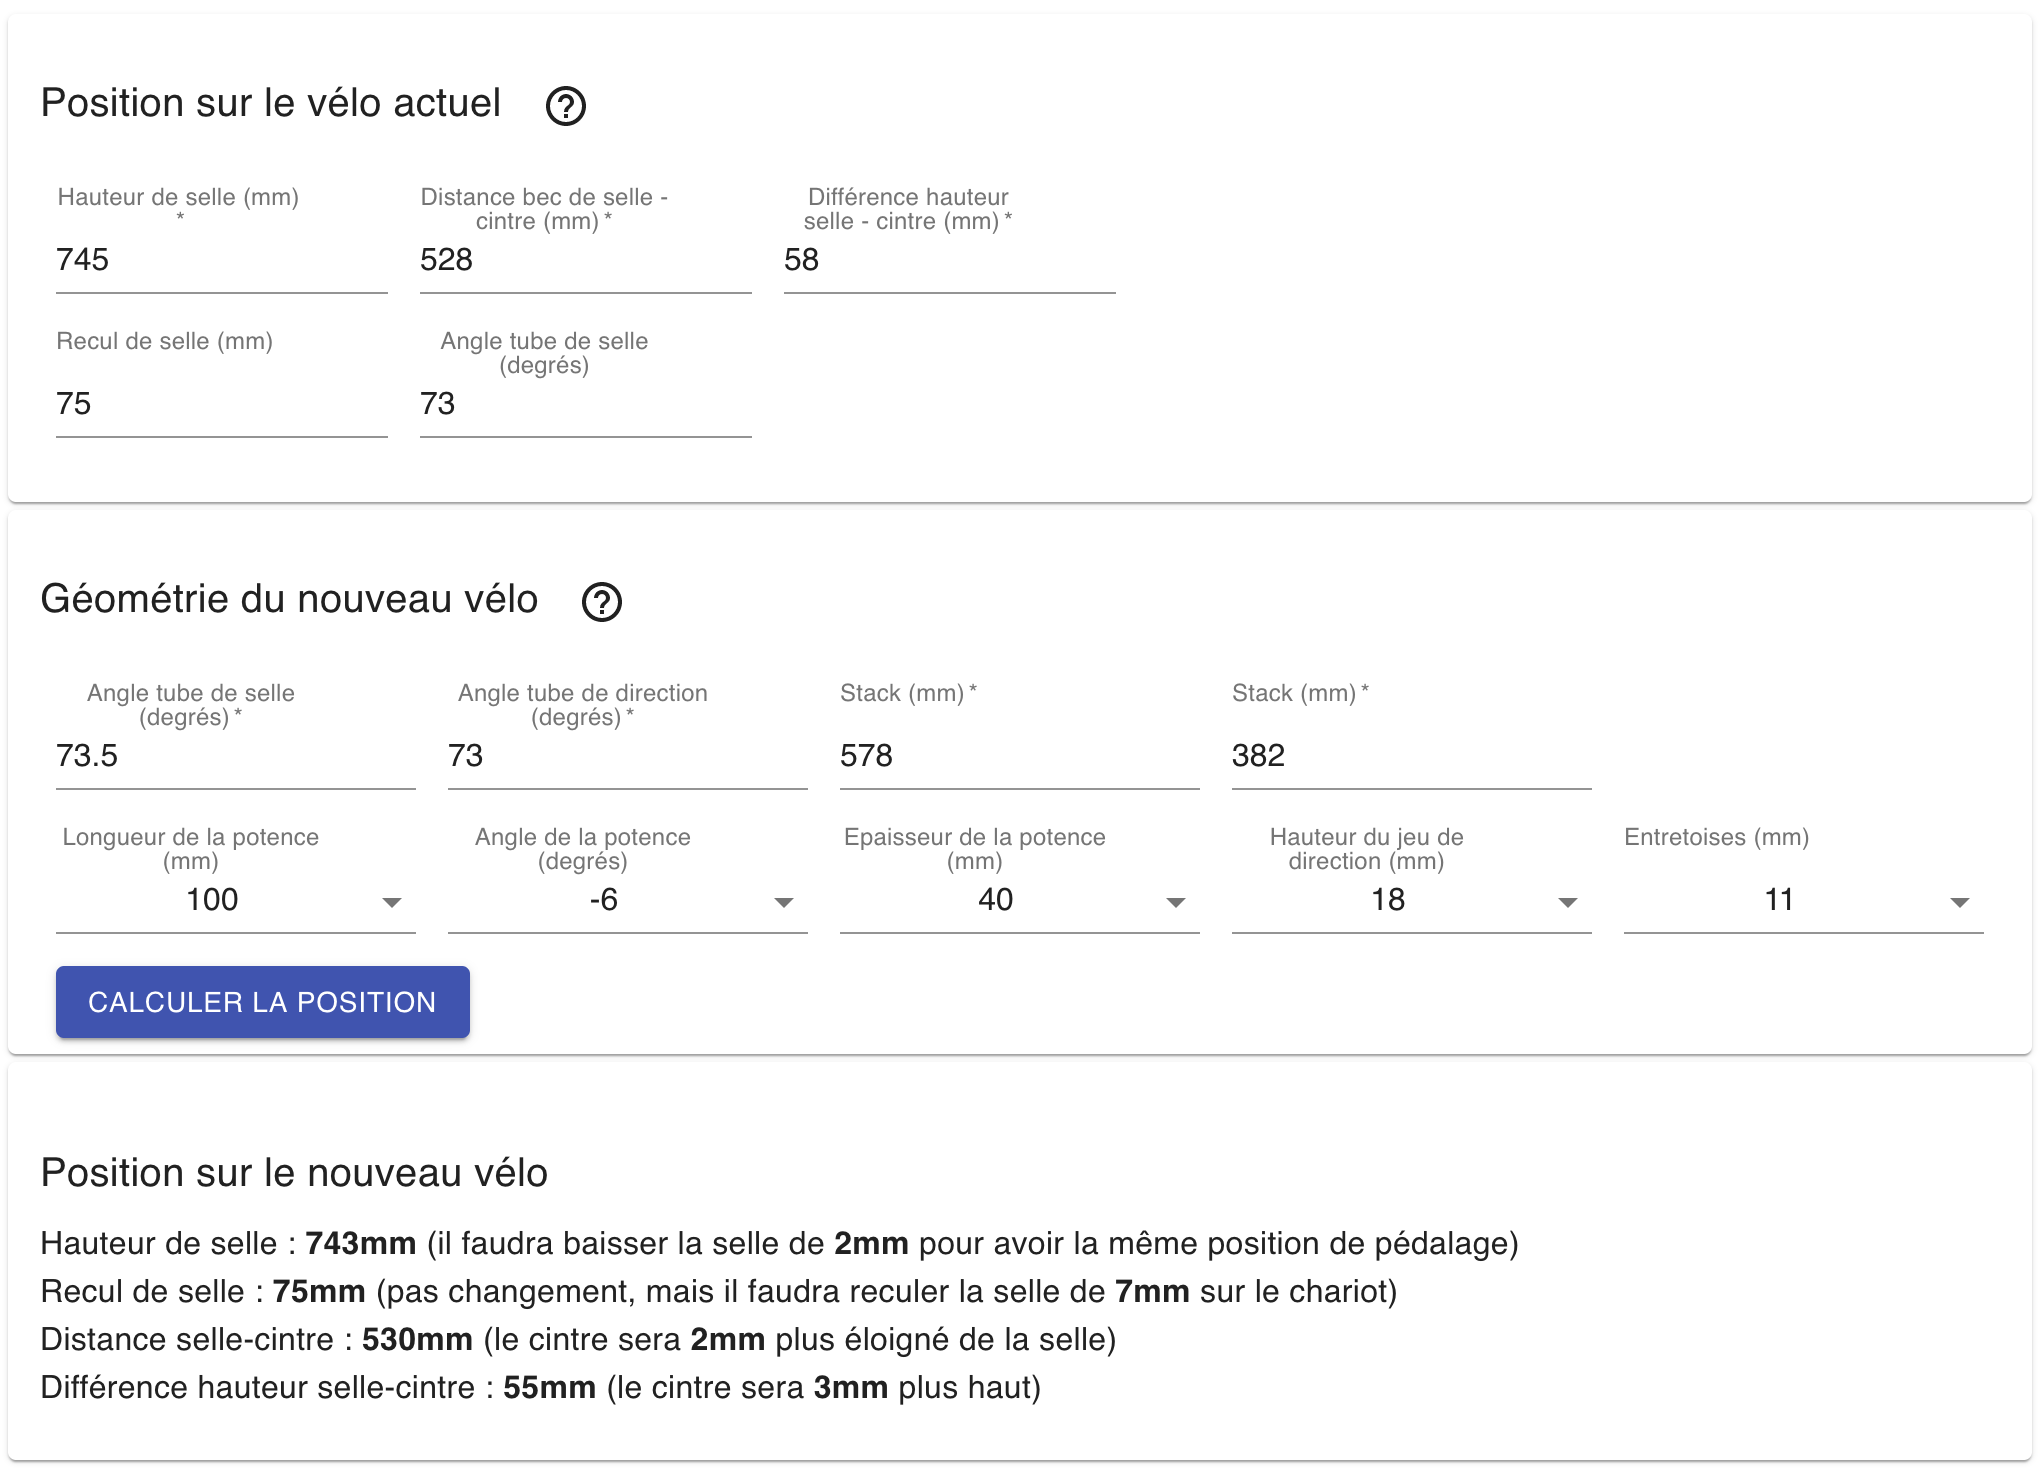 Position sur le vélo actuel ?
Hauteur de selle (mm)
*
745
Distance bec de selle -
cintre (mm) *
528
Différence hauteur
selle - cintre (mm) *
58
Recul de selle (mm)
75
Angle tube de selle
(degrés)
73
Géométrie du nouveau vélo ?
Angle tube de selle
(degrés) *
73.5
Angle tube de direction
(degrés) *
73
Stack (mm) *
578
Stack (mm) *
382
Longueur de la potence
(mm)
100
Angle de la potence
(degrés)
-6
Epaisseur de la potence
(mm)
40
Hauteur du jeu de
direction (mm)
18
Entretoises (mm)
11
CALCULER LA POSITION
Position sur le nouveau vélo
Hauteur de selle : 743mm (il faudra baisser la selle de 2mm pour avoir la même position de pédalage)
Recul de selle : 75mm (pas changement, mais il faudra reculer la selle de 7mm sur le chariot)
Distance selle-cintre : 530mm (le cintre sera 2mm plus éloigné de la selle)
Différence hauteur selle-cintre : 55mm (le cintre sera 3mm plus haut)